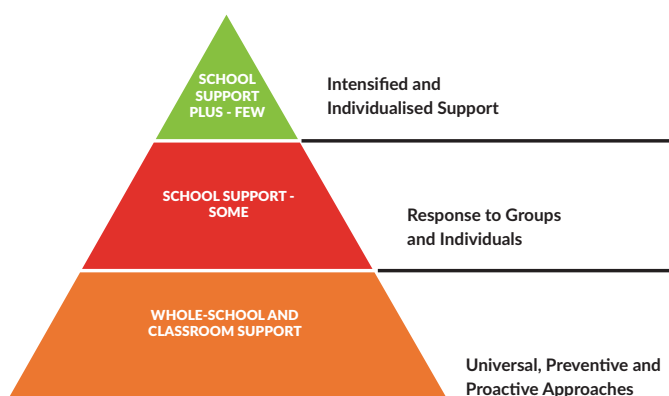 SCHOOL
SUPPORT
PLUS - FEW
Intensified and
Individualised Support
SCHOOL SUPPORT -
SOME
Response to Groups
and Individuals
WHOLE-SCHOOL AND
CLASSROOM SUPPORT
Universal, Preventive and
Proactive Approaches